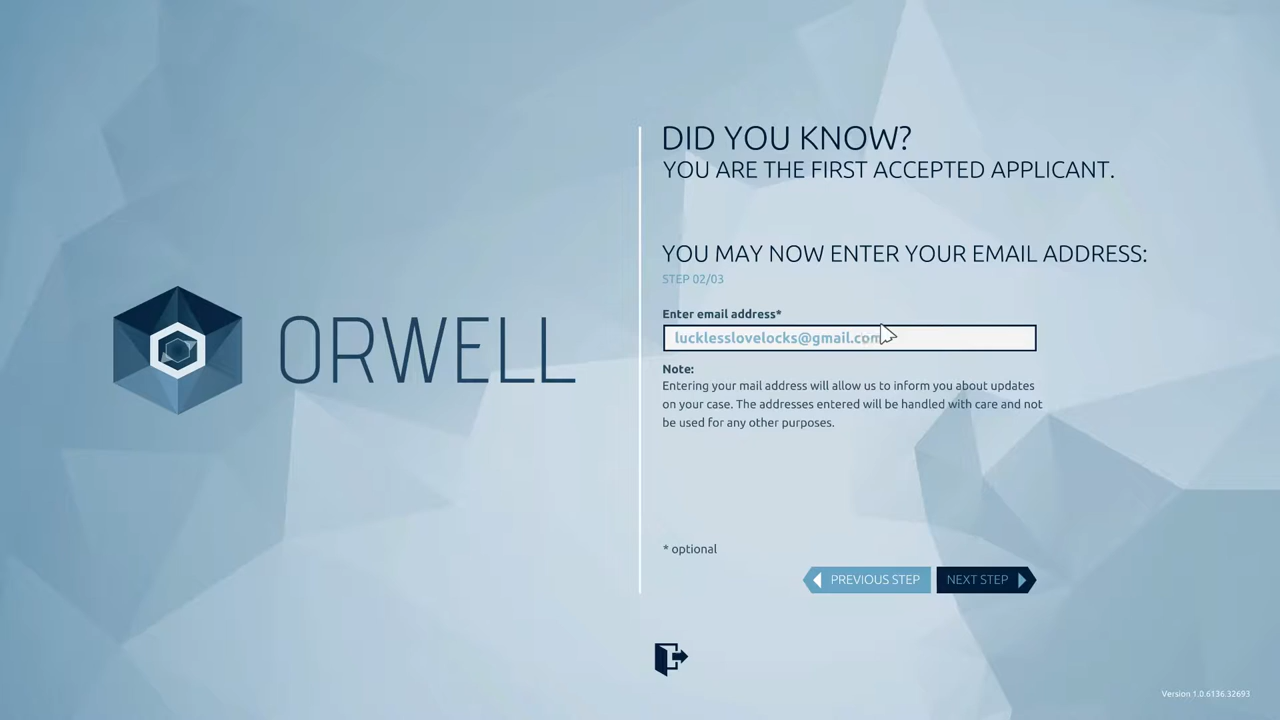 ORWELL
DID YOU KNOW?
YOU ARE THE FIRST ACCEPTED APPLICANT.
YOU MAY NOW ENTER YOUR EMAIL ADDRESS:
STEP 02/03
Enter email address*
lucklesslovelocks@gmail.com
Note:
Entering your mail address will allow us to inform you about updates
on your case. The addresses entered will be handled with care and not
be used for any other purposes.
* optional
PREVIOUS STEP
NEXT STEP
Version 1.0.6136.32693